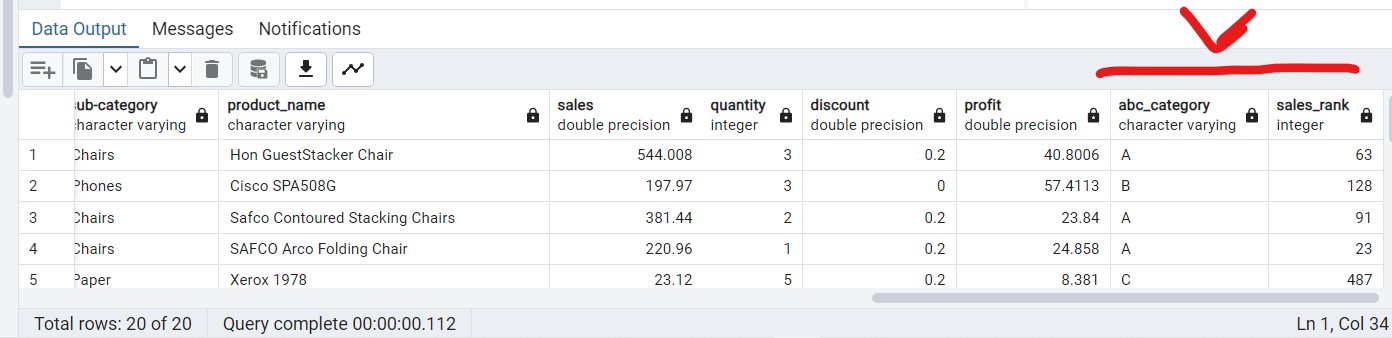 Data Output Messages Notifications
ub-category product_name sales quantity discount profit abc_category sales_rank
character varying character varying double precision integer double precision double precision character varying integer
1 Chairs Hon GuestStacker Chair 544.008 3 0.2 40.8006 A 63
2 Phones Cisco SPA508G 197.97 3 0 57.4113 B 128
3 Chairs Safco Contoured Stacking Chairs 381.44 2 0.2 23.84 A 91
4 Chairs SAFCO Arco Folding Chair 220.96 1 0.2 24.858 A 23
5 Paper Xerox 1978 23.12 5 0.2 8.381 C 487
Total rows: 20 of 20 Query complete 00:00:00.112 Ln 1, Col 34